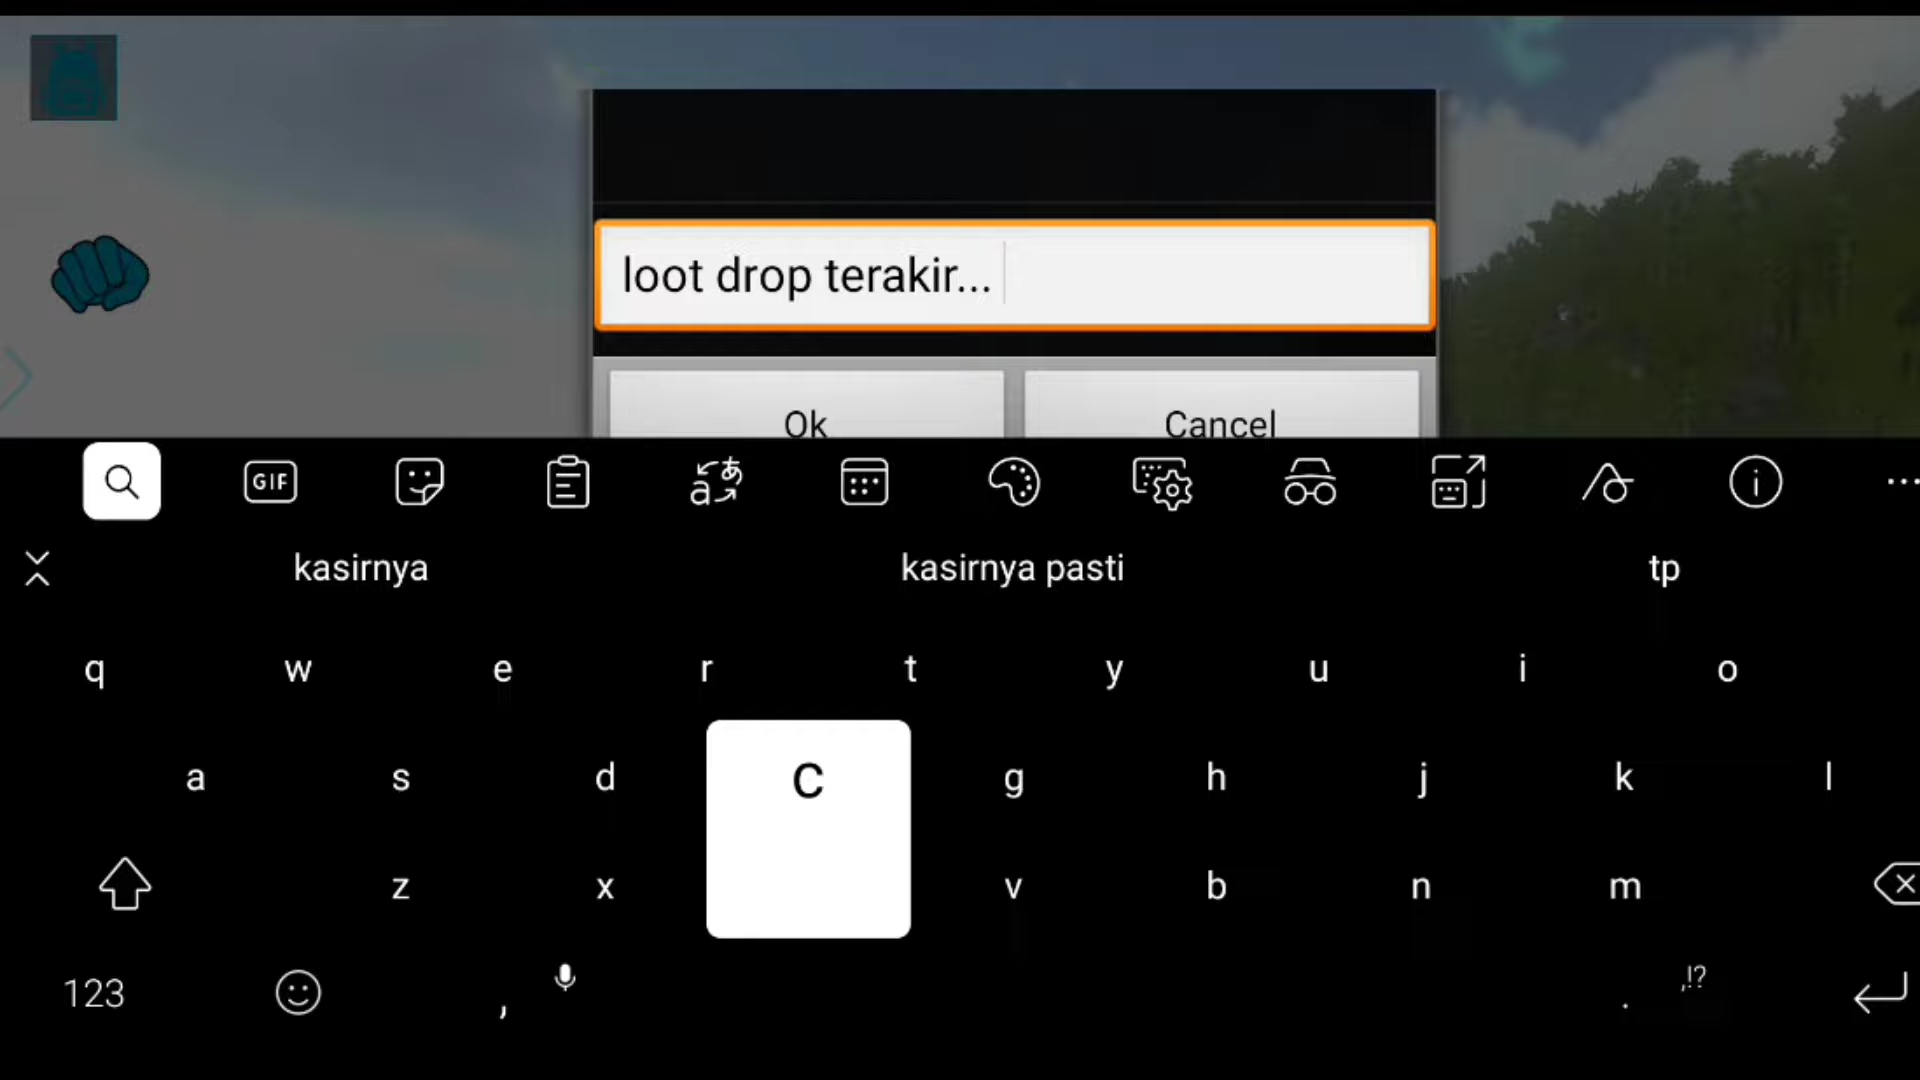 loot drop terakir...
Ok Cancel
GIF
kasirnya kasirnya pasti tp
q w e r t y u i o
a s d c g h j k l
z x v b n m
123 , . ,!?